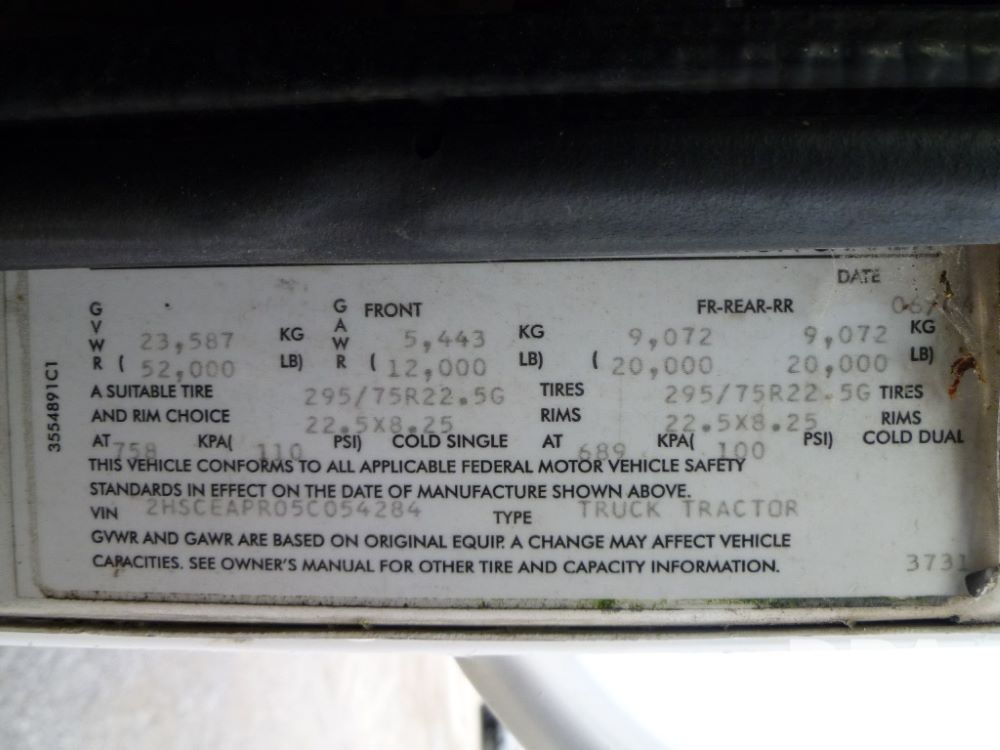 DATE
GVWR GAWR FRONT FR-REAR-RR 06/
23,587 KG 5,443 KG 9,072 9,072 KG
( 52,000 LB) ( 12,000 LB) ( 20,000 20,000 LB)
A SUITABLE TIRE 295/75R22.5G TIRES 295/75R22.5G TIRES
AND RIM CHOICE 22.5X8.25 RIMS 22.5X8.25 RIMS
AT 758 KPA( 110 PSI) COLD SINGLE AT 689 KPA( 100 PSI) COLD DUAL
THIS VEHICLE CONFORMS TO ALL APPLICABLE FEDERAL MOTOR VEHICLE SAFETY
STANDARDS IN EFFECT ON THE DATE OF MANUFACTURE SHOWN ABOVE.
VIN 2HSCEAPR05C054284 TYPE TRUCK TRACTOR
GVWR AND GAWR ARE BASED ON ORIGINAL EQUIP. A CHANGE MAY AFFECT VEHICLE
CAPACITIES. SEE OWNER'S MANUAL FOR OTHER TIRE AND CAPACITY INFORMATION.
3731
3554891C1